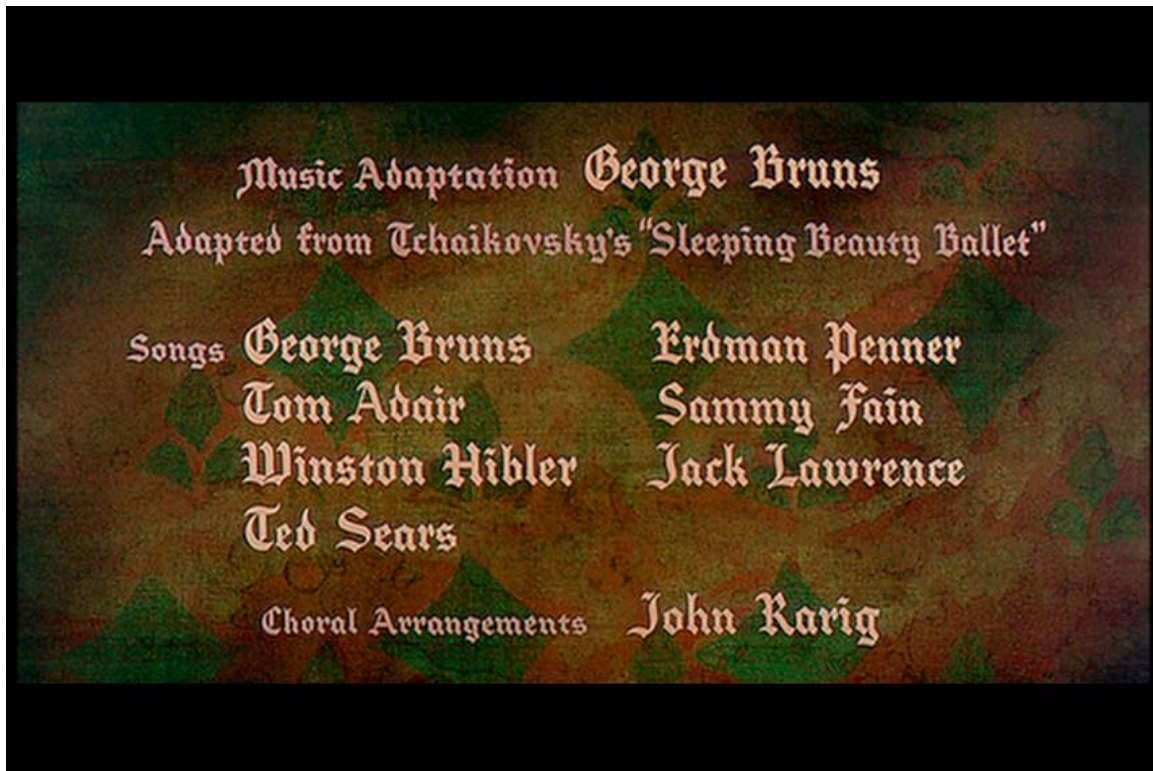 Music Adaptation George Bruns
Adapted from Tchaikovsky's "Sleeping Beauty Ballet"
Songs George Bruns Erdman Penner
Tom Adair Sammy Fain
Winston Hibler Jack Lawrence
Ted Sears
Choral Arrangements John Rarig